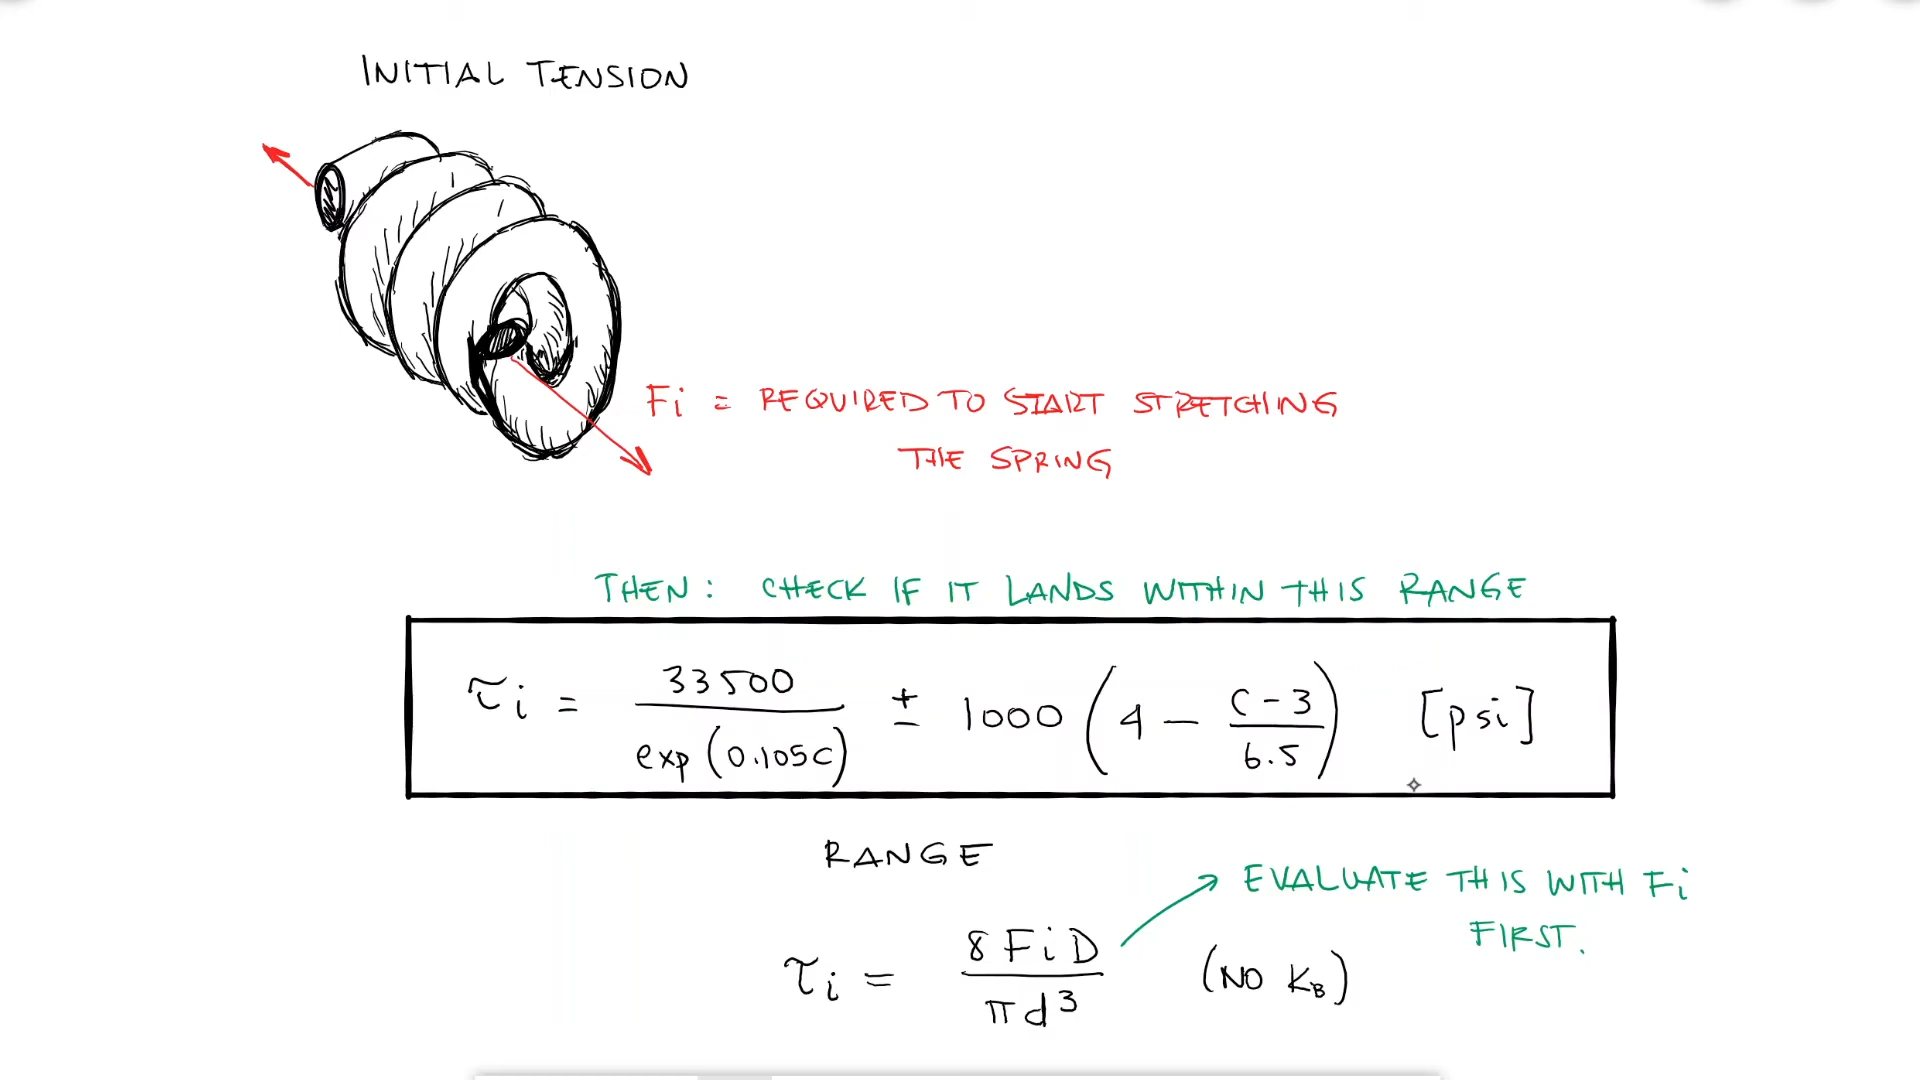 INITIAL TENSION
Fi = REQUIRED TO START STRETCHING
THE SPRING
THEN: CHECK IF IT LANDS WITHIN THIS RANGE
τi = 33500 / exp(0.105C) ± 1000 (4 − (C − 3) / 6.5) [psi]
RANGE
EVALUATE THIS WITH Fi
FIRST.
τi = 8 Fi D / πd³ (NO KB)